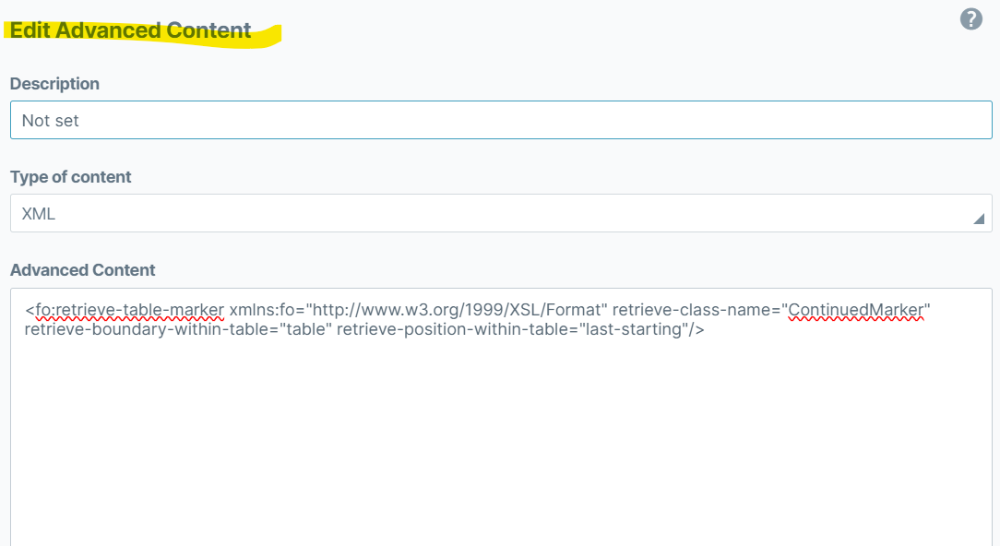 Edit Advanced Content
?
Description
Not set
Type of content
XML
Advanced Content
<fo:retrieve-table-marker xmlns:fo="http://www.w3.org/1999/XSL/Format" retrieve-class-name="ContinuedMarker"
retrieve-boundary-within-table="table" retrieve-position-within-table="last-starting"/>